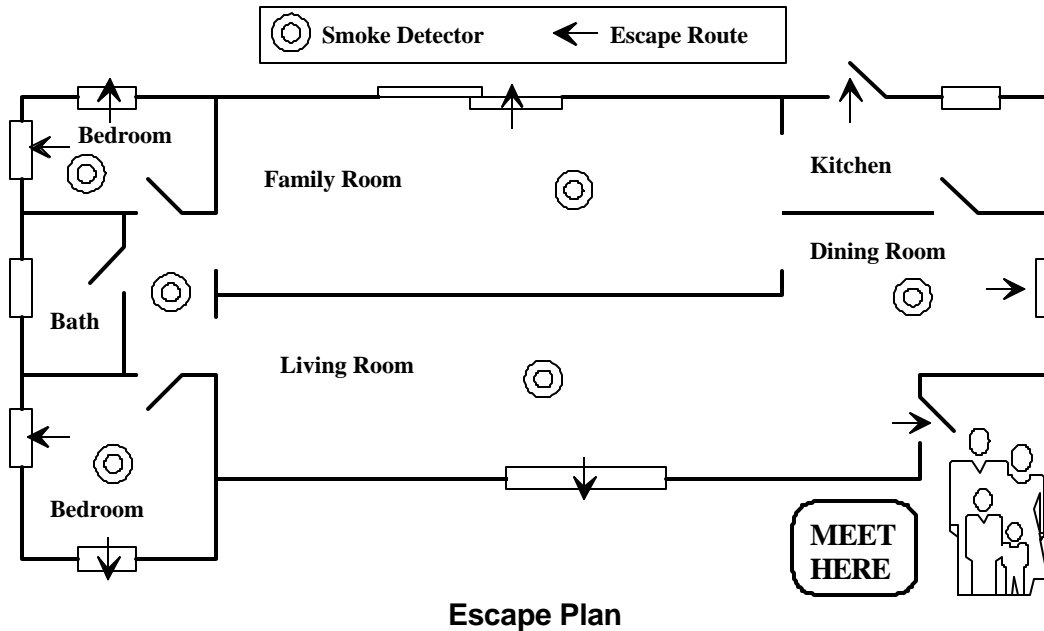 Smoke Detector
Escape Route
Bedroom
Family Room
Kitchen
Dining Room
Bath
Living Room
Bedroom
MEET
HERE
Escape Plan